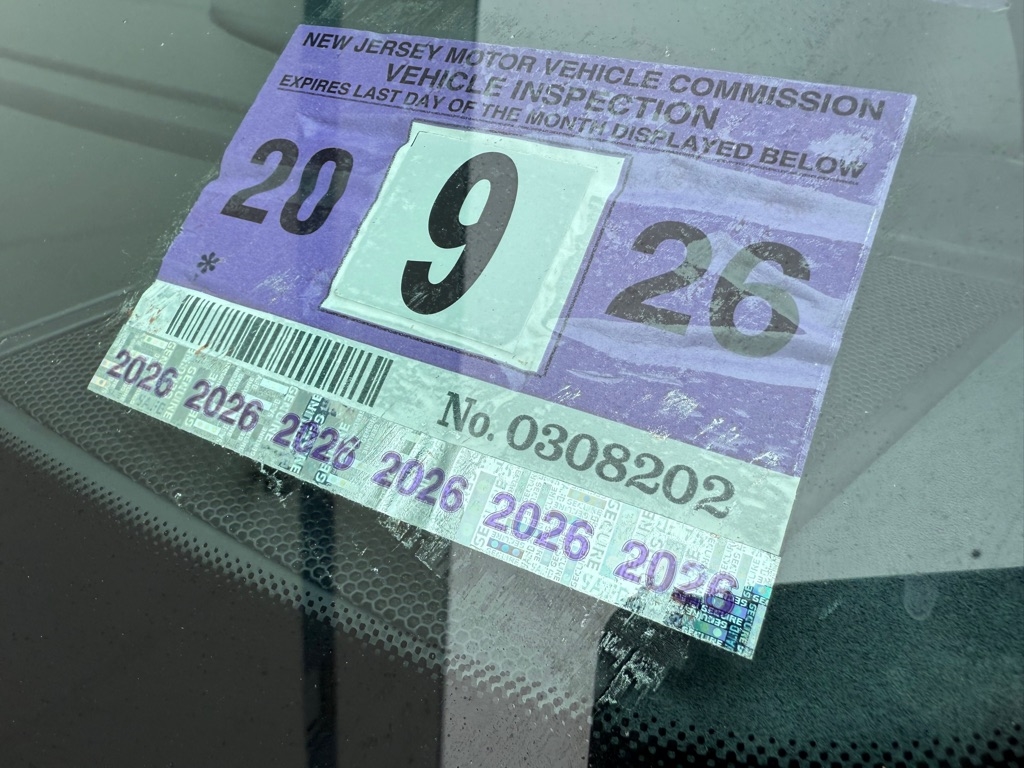 NEW JERSEY MOTOR VEHICLE COMMISSION
VEHICLE INSPECTION
EXPIRES LAST DAY OF THE MONTH DISPLAYED BELOW
20 9 26
*
No. 0308202
2026 2026 2026 2026 2026 2026
SECURE